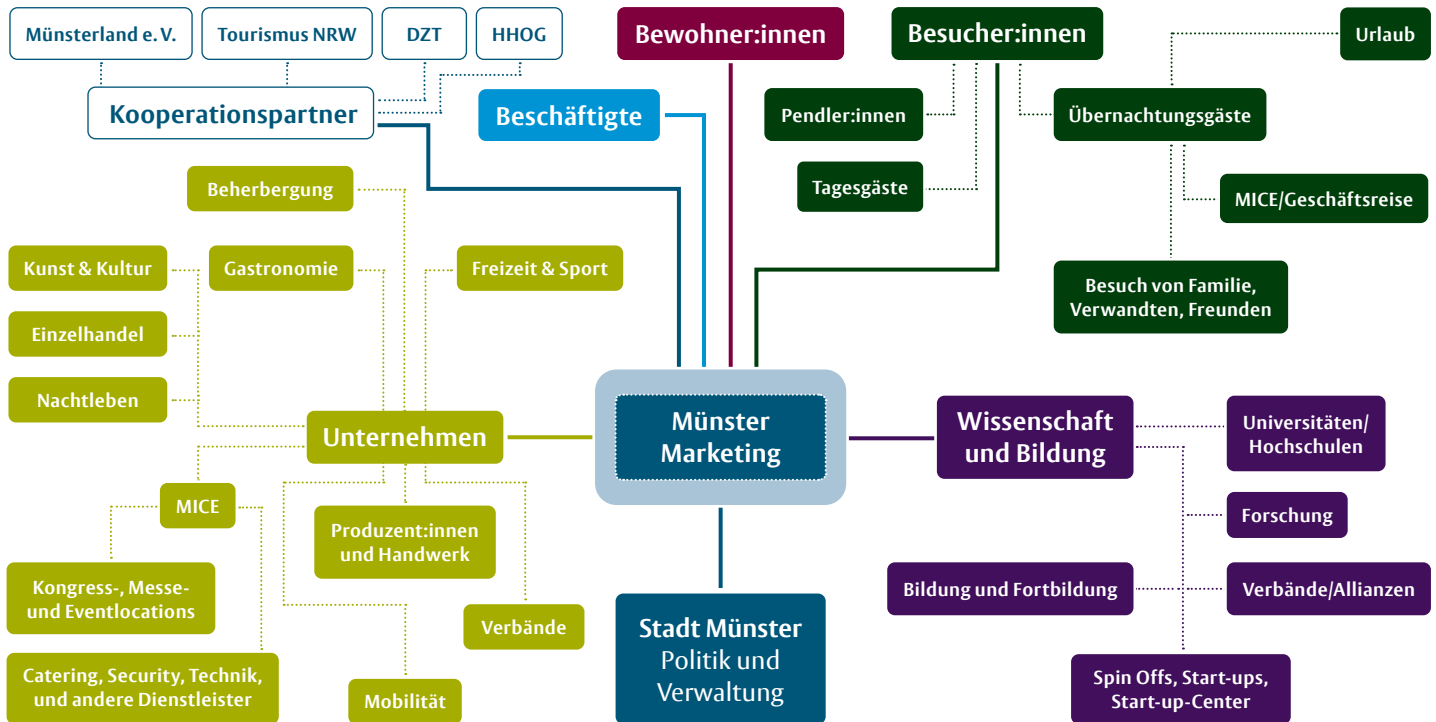 Münsterland e. V.
Tourismus NRW
DZT
HHOG
Kooperationspartner
Beschäftigte
Bewohner:innen
Besucher:innen
Urlaub
Pendler:innen
Übernachtungsgäste
Tagesgäste
MICE/Geschäftsreise
Besuch von Familie,
Verwandten, Freunden
Beherbergung
Kunst & Kultur
Gastronomie
Freizeit & Sport
Einzelhandel
Nachtleben
Unternehmen
Münster
Marketing
Wissenschaft
und Bildung
Universitäten/
Hochschulen
MICE
Produzent:innen
und Handwerk
Forschung
Kongress-, Messe-
und Eventlocations
Bildung und Fortbildung
Verbände/Allianzen
Verbände
Stadt Münster
Politik und
Verwaltung
Catering, Security, Technik,
und andere Dienstleister
Mobilität
Spin Offs, Start-ups,
Start-up-Center